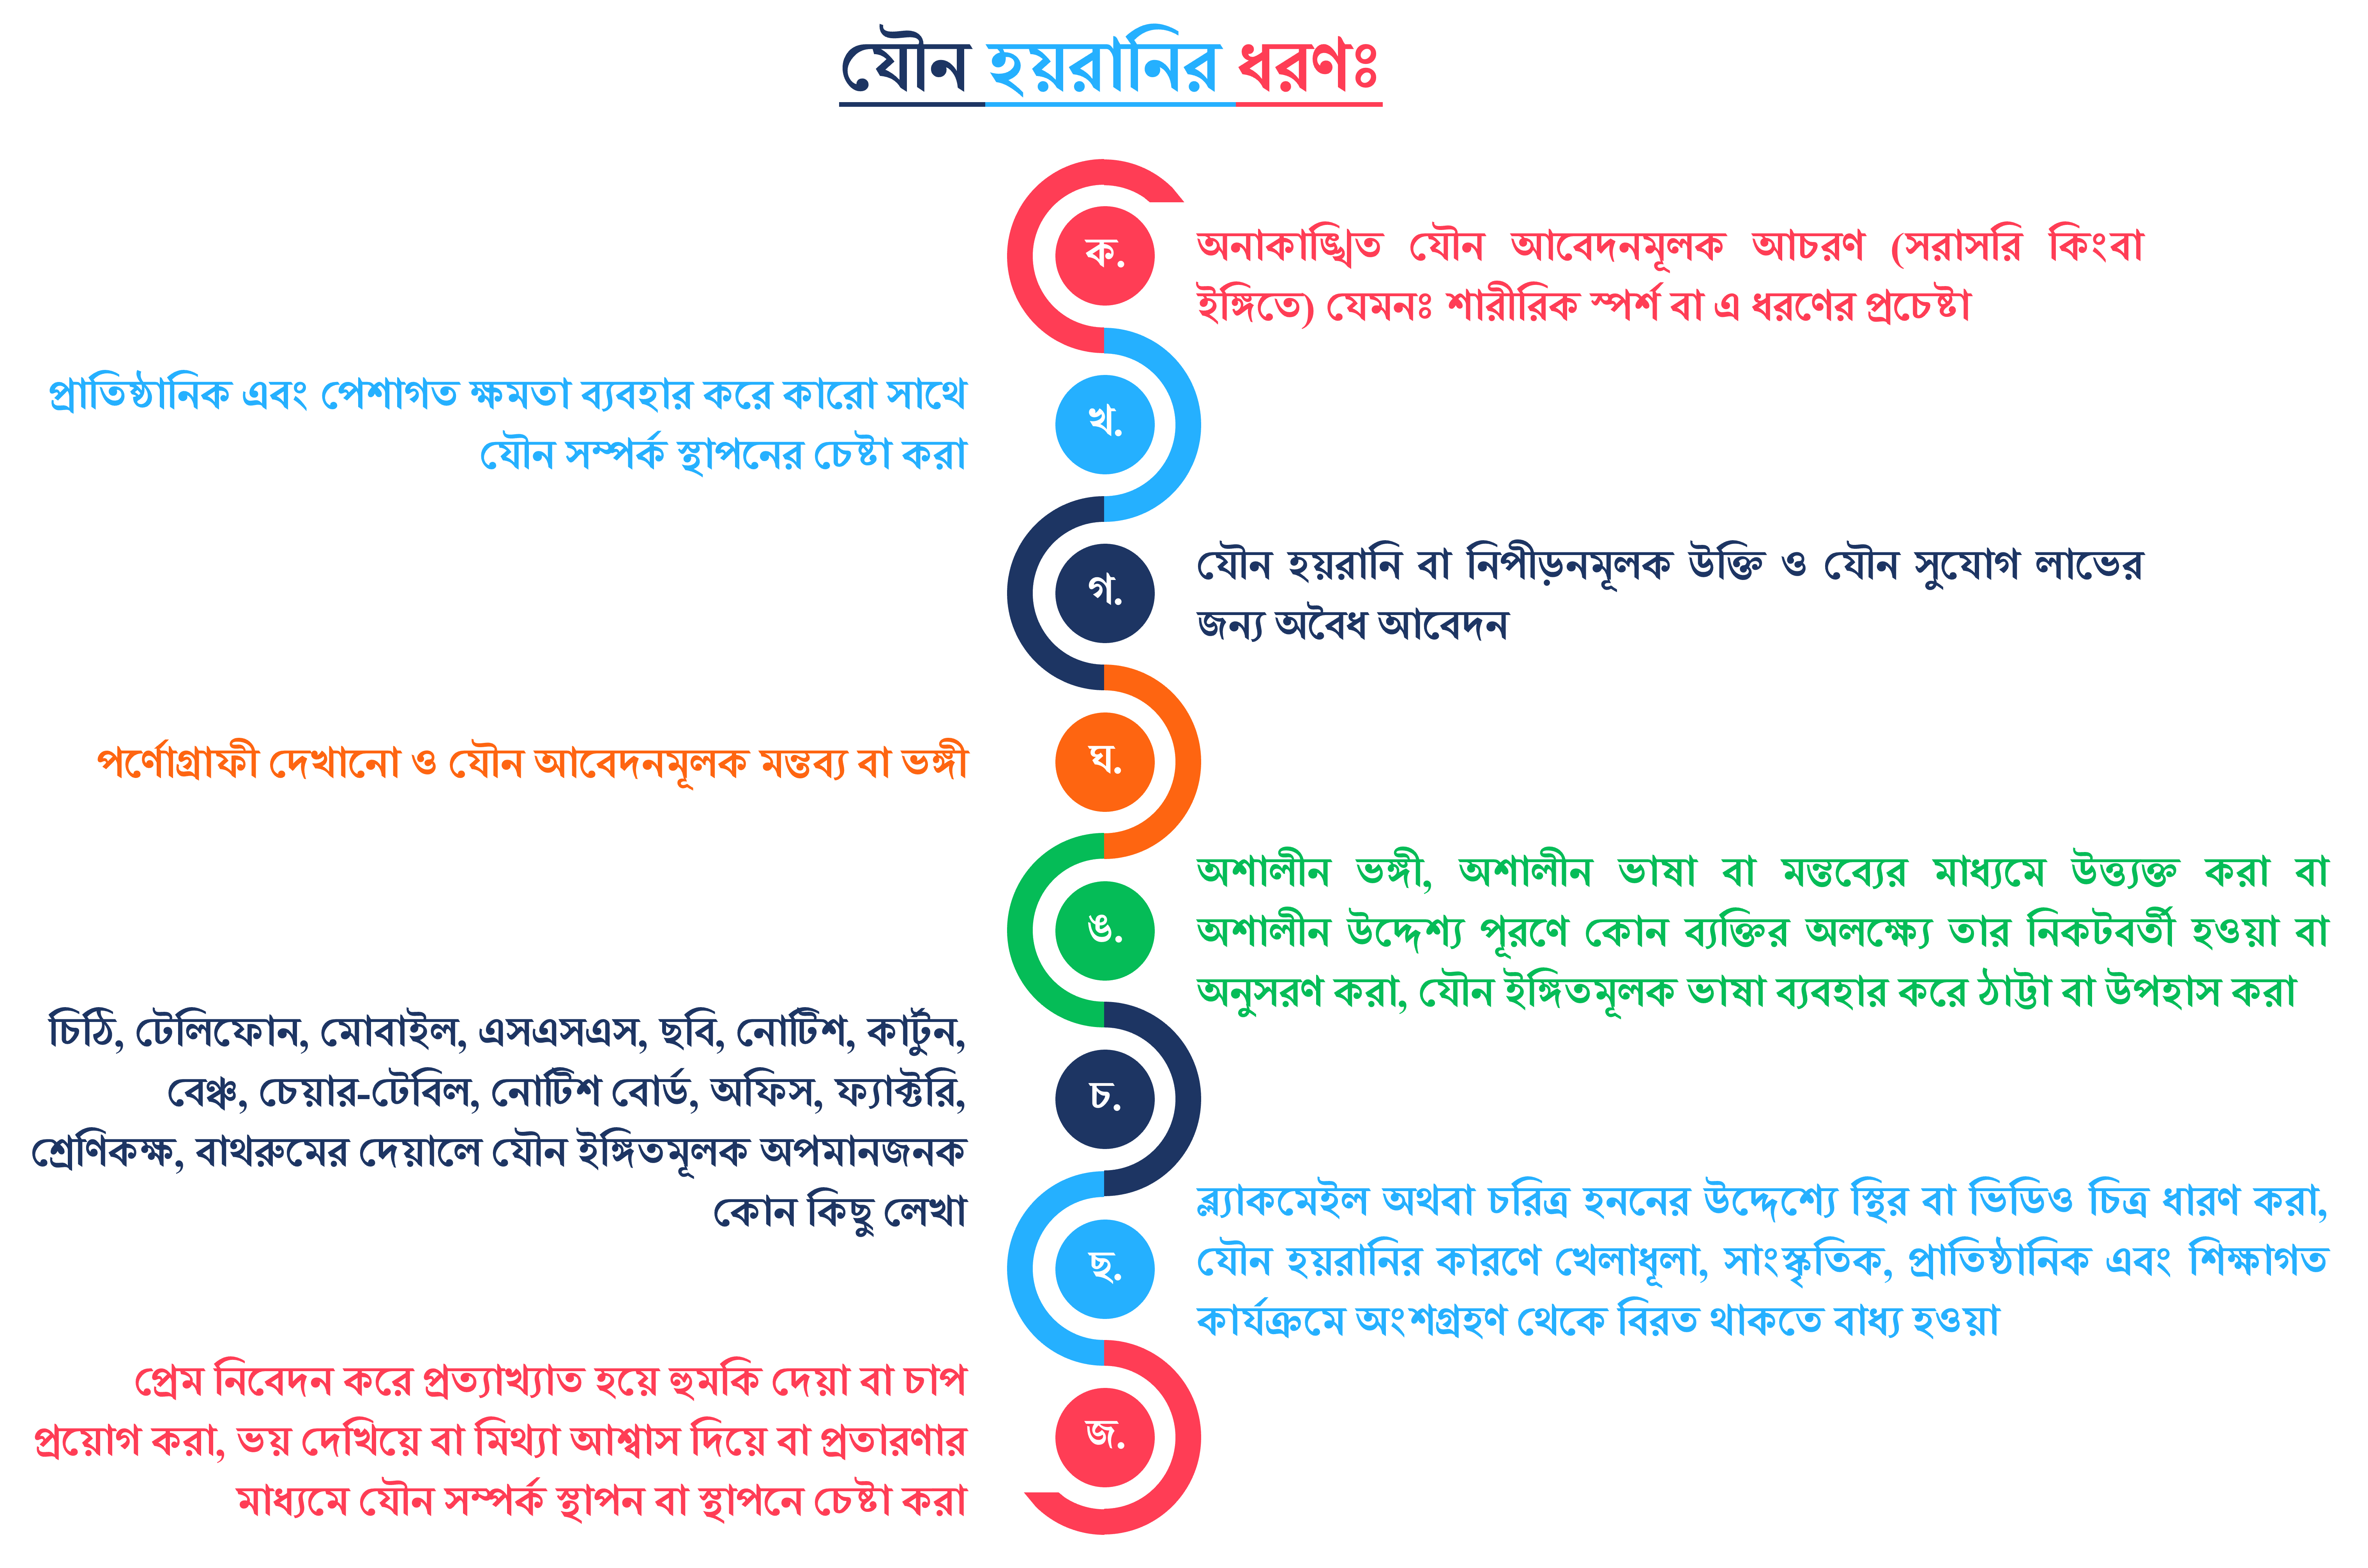 যৌন হয়রানির ধরণঃ
ক.
অনাকাঙ্খিত যৌন আবেদনমূলক আচরণ (সরাসরি কিংবা
ইঙ্গিতে) যেমনঃ শারীরিক স্পর্শ বা এ ধরণের প্রচেষ্টা
খ.
প্রাতিষ্ঠানিক এবং পেশাগত ক্ষমতা ব্যবহার করে কারো সাথে
যৌন সম্পর্ক স্থাপনের চেষ্টা করা
গ.
যৌন হয়রানি বা নিপীড়নমূলক উক্তি ও যৌন সুযোগ লাভের
জন্য অবৈধ আবেদন
ঘ.
পর্ণোগ্রাফী দেখানো ও যৌন আবেদনমূলক মন্তব্য বা ভঙ্গী
ঙ.
অশালীন ভঙ্গী, অশালীন ভাষা বা মন্তব্যের মাধ্যমে উত্ত্যক্ত করা বা
অশালীন উদ্দেশ্য পূরণে কোন ব্যক্তির অলক্ষ্যে তার নিকটবর্তী হওয়া বা
অনুসরণ করা, যৌন ইঙ্গিতমূলক ভাষা ব্যবহার করে ঠাট্টা বা উপহাস করা
চ.
চিঠি, টেলিফোন, মোবাইল, এসএসএস, ছবি, নোটিশ, কার্টুন,
বেঞ্চ, চেয়ার-টেবিল, নোটিশ বোর্ড, অফিস, ফ্যাক্টরি,
শ্রেণিকক্ষ, বাথরুমের দেয়ালে যৌন ইঙ্গিতমূলক অপমানজনক
কোন কিছু লেখা
ছ.
ব্ল্যাকমেইল অথবা চরিত্র হননের উদ্দেশ্যে স্থির বা ভিডিও চিত্র ধারণ করা,
যৌন হয়রানির কারণে খেলাধূলা, সাংস্কৃতিক, প্রাতিষ্ঠানিক এবং শিক্ষাগত
কার্যক্রমে অংশগ্রহণ থেকে বিরত থাকতে বাধ্য হওয়া
জ.
প্রেম নিবেদন করে প্রত্যাখ্যাত হয়ে হুমকি দেয়া বা চাপ
প্রয়োগ করা, ভয় দেখিয়ে বা মিথ্যা আশ্বাস দিয়ে বা প্রতারণার
মাধ্যমে যৌন সম্পর্ক স্থাপন বা স্থাপনে চেষ্টা করা